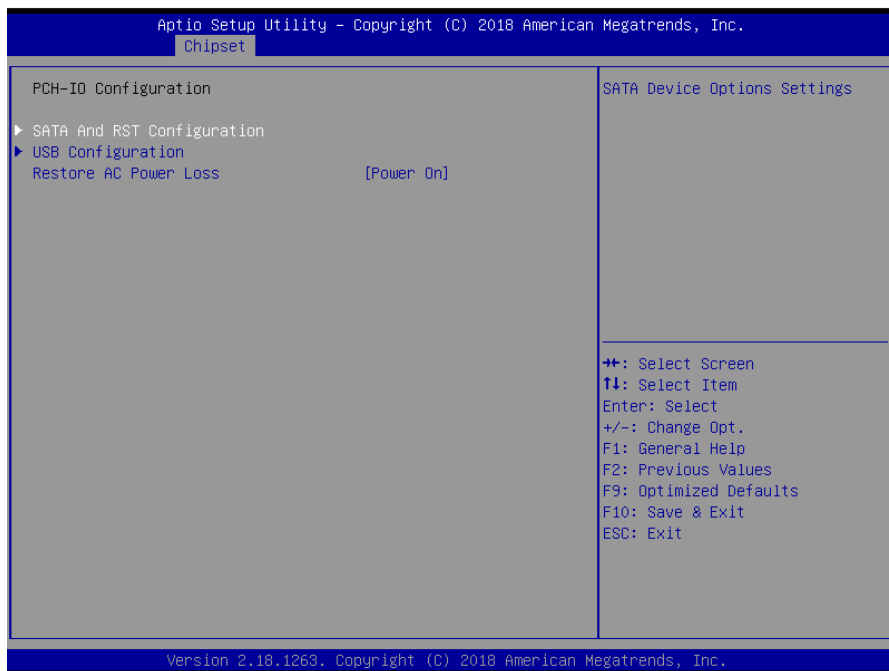 Aptio Setup Utility – Copyright (C) 2018 American Megatrends, Inc.
Chipset
PCH-IO Configuration
SATA And RST Configuration
USB Configuration
Restore AC Power Loss [Power On]
SATA Device Options Settings
→←: Select Screen
↑↓: Select Item
Enter: Select
+/-: Change Opt.
F1: General Help
F2: Previous Values
F9: Optimized Defaults
F10: Save & Exit
ESC: Exit
Version 2.18.1263. Copyright (C) 2018 American Megatrends, Inc.